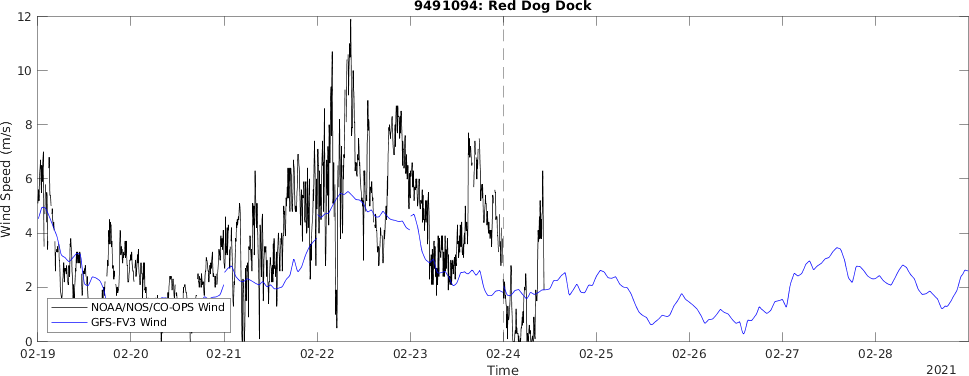 9491094: Red Dog Dock
Wind Speed (m/s)
12
10
8
6
4
2
0
NOAA/NOS/CO-OPS Wind
GFS-FV3 Wind
02-19 02-20 02-21 02-22 02-23 02-24 02-25 02-26 02-27 02-28
Time
2021